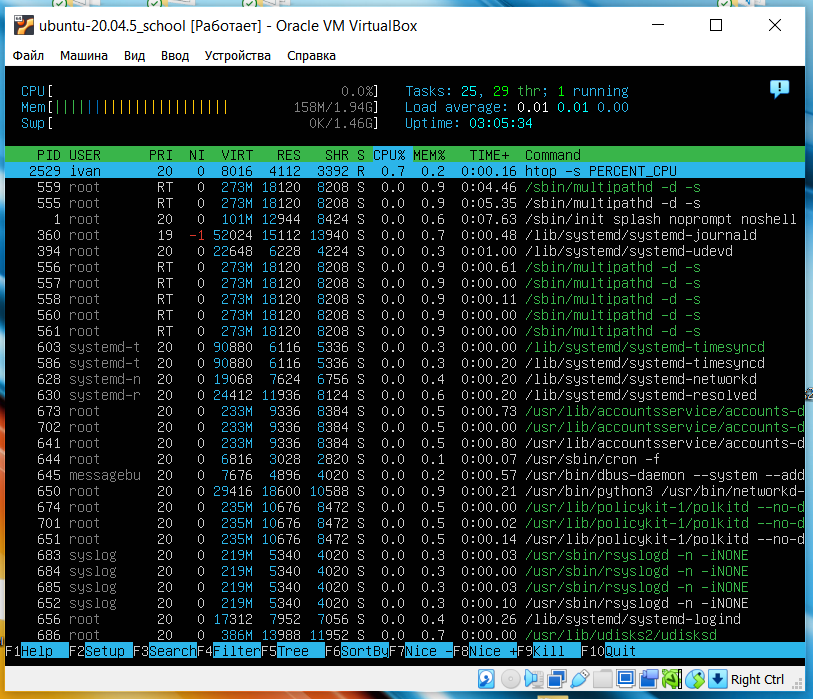 ubuntu-20.04.5_school [Работает] - Oracle VM VirtualBox
Файл Машина Вид Ввод Устройства Справка
CPU[ 0.0%] Tasks: 25, 29 thr; 1 running
Mem[||||||||||||||||||||||| 158M/1.94G] Load average: 0.01 0.01 0.00
Swp[ 0K/1.46G] Uptime: 03:05:34
PID USER PRI NI VIRT RES SHR S CPU% MEM% TIME+ Command
2529 ivan 20 0 8016 4112 3392 R 0.7 0.2 0:00.16 htop -s PERCENT_CPU
559 root RT 0 273M 18120 8208 S 0.0 0.9 0:04.46 /sbin/multipathd -d -s
555 root RT 0 273M 18120 8208 S 0.0 0.9 0:05.35 /sbin/multipathd -d -s
1 root 20 0 101M 12944 8424 S 0.0 0.6 0:07.63 /sbin/init splash noprompt noshell
360 root 19 -1 52024 15112 13940 S 0.0 0.7 0:00.48 /lib/systemd/systemd-journald
394 root 20 0 22648 6228 4224 S 0.0 0.3 0:01.00 /lib/systemd/systemd-udevd
556 root RT 0 273M 18120 8208 S 0.0 0.9 0:00.61 /sbin/multipathd -d -s
557 root RT 0 273M 18120 8208 S 0.0 0.9 0:00.00 /sbin/multipathd -d -s
558 root RT 0 273M 18120 8208 S 0.0 0.9 0:00.11 /sbin/multipathd -d -s
560 root RT 0 273M 18120 8208 S 0.0 0.9 0:00.00 /sbin/multipathd -d -s
561 root RT 0 273M 18120 8208 S 0.0 0.9 0:00.00 /sbin/multipathd -d -s
603 systemd-t 20 0 90880 6116 5336 S 0.0 0.3 0:00.00 /lib/systemd/systemd-timesyncd
586 systemd-t 20 0 90880 6116 5336 S 0.0 0.3 0:00.20 /lib/systemd/systemd-timesyncd
628 systemd-n 20 0 19068 7624 6756 S 0.0 0.4 0:00.20 /lib/systemd/systemd-networkd
630 systemd-r 20 0 24412 11936 8124 S 0.0 0.6 0:00.20 /lib/systemd/systemd-resolved
673 root 20 0 233M 9336 8384 S 0.0 0.5 0:00.73 /usr/lib/accountsservice/accounts-d
702 root 20 0 233M 9336 8384 S 0.0 0.5 0:00.00 /usr/lib/accountsservice/accounts-d
641 root 20 0 233M 9336 8384 S 0.0 0.5 0:00.80 /usr/lib/accountsservice/accounts-d
644 root 20 0 6816 3028 2820 S 0.0 0.1 0:00.07 /usr/sbin/cron -f
645 messagebu 20 0 7676 4896 4020 S 0.0 0.2 0:00.57 /usr/bin/dbus-daemon --system --add
650 root 20 0 29416 18600 10588 S 0.0 0.9 0:00.21 /usr/bin/python3 /usr/bin/networkd-
674 root 20 0 235M 10676 8472 S 0.0 0.5 0:00.00 /usr/lib/policykit-1/polkitd --no-d
701 root 20 0 235M 10676 8472 S 0.0 0.5 0:00.02 /usr/lib/policykit-1/polkitd --no-d
651 root 20 0 235M 10676 8472 S 0.0 0.5 0:00.14 /usr/lib/policykit-1/polkitd --no-d
683 syslog 20 0 219M 5340 4020 S 0.0 0.3 0:00.03 /usr/sbin/rsyslogd -n -iNONE
684 syslog 20 0 219M 5340 4020 S 0.0 0.3 0:00.00 /usr/sbin/rsyslogd -n -iNONE
685 syslog 20 0 219M 5340 4020 S 0.0 0.3 0:00.03 /usr/sbin/rsyslogd -n -iNONE
652 syslog 20 0 219M 5340 4020 S 0.0 0.3 0:00.10 /usr/sbin/rsyslogd -n -iNONE
656 root 20 0 17312 7952 7056 S 0.0 0.4 0:00.26 /lib/systemd/systemd-logind
686 root 20 0 386M 13988 11952 S 0.0 0.7 0:00.00 /usr/lib/udisks2/udisksd
F1Help F2Setup F3SearchF4FilterF5Tree F6SortByF7Nice -F8Nice +F9Kill F10Quit
Right Ctrl